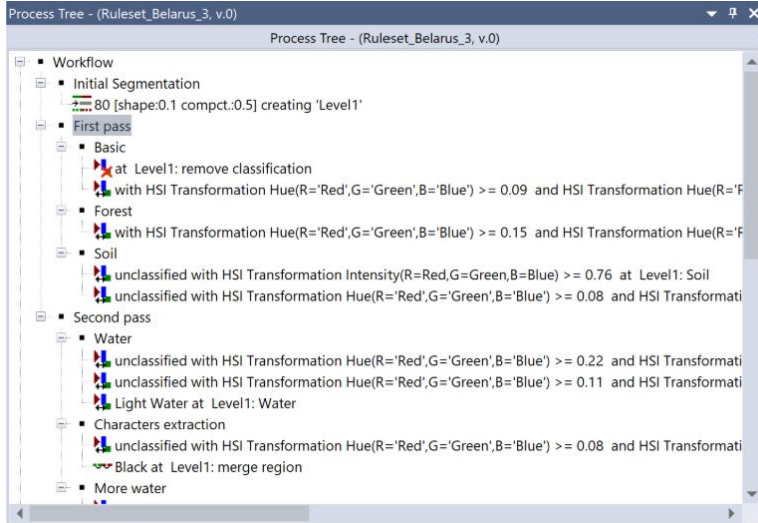 Process Tree - (Ruleset_Belarus_3, v.0)
Process Tree - (Ruleset_Belarus_3, v.0)
Workflow
Initial Segmentation
80 [shape:0.1 compct.:0.5] creating 'Level1'
First pass
Basic
at Level1: remove classification
with HSI Transformation Hue(R='Red',G='Green',B='Blue') >= 0.09 and HSI Transformation Hue(R='F
Forest
with HSI Transformation Hue(R='Red',G='Green',B='Blue') >= 0.15 and HSI Transformation Hue(R='F
Soil
unclassified with HSI Transformation Intensity(R=Red,G=Green,B=Blue) >= 0.76 at Level1: Soil
unclassified with HSI Transformation Hue(R='Red',G='Green',B='Blue') >= 0.08 and HSI Transformati
Second pass
Water
unclassified with HSI Transformation Hue(R='Red',G='Green',B='Blue') >= 0.22 and HSI Transformati
unclassified with HSI Transformation Hue(R='Red',G='Green',B='Blue') >= 0.11 and HSI Transformati
Light Water at Level1: Water
Characters extraction
unclassified with HSI Transformation Hue(R='Red',G='Green',B='Blue') >= 0.08 and HSI Transformati
Black at Level1: merge region
More water